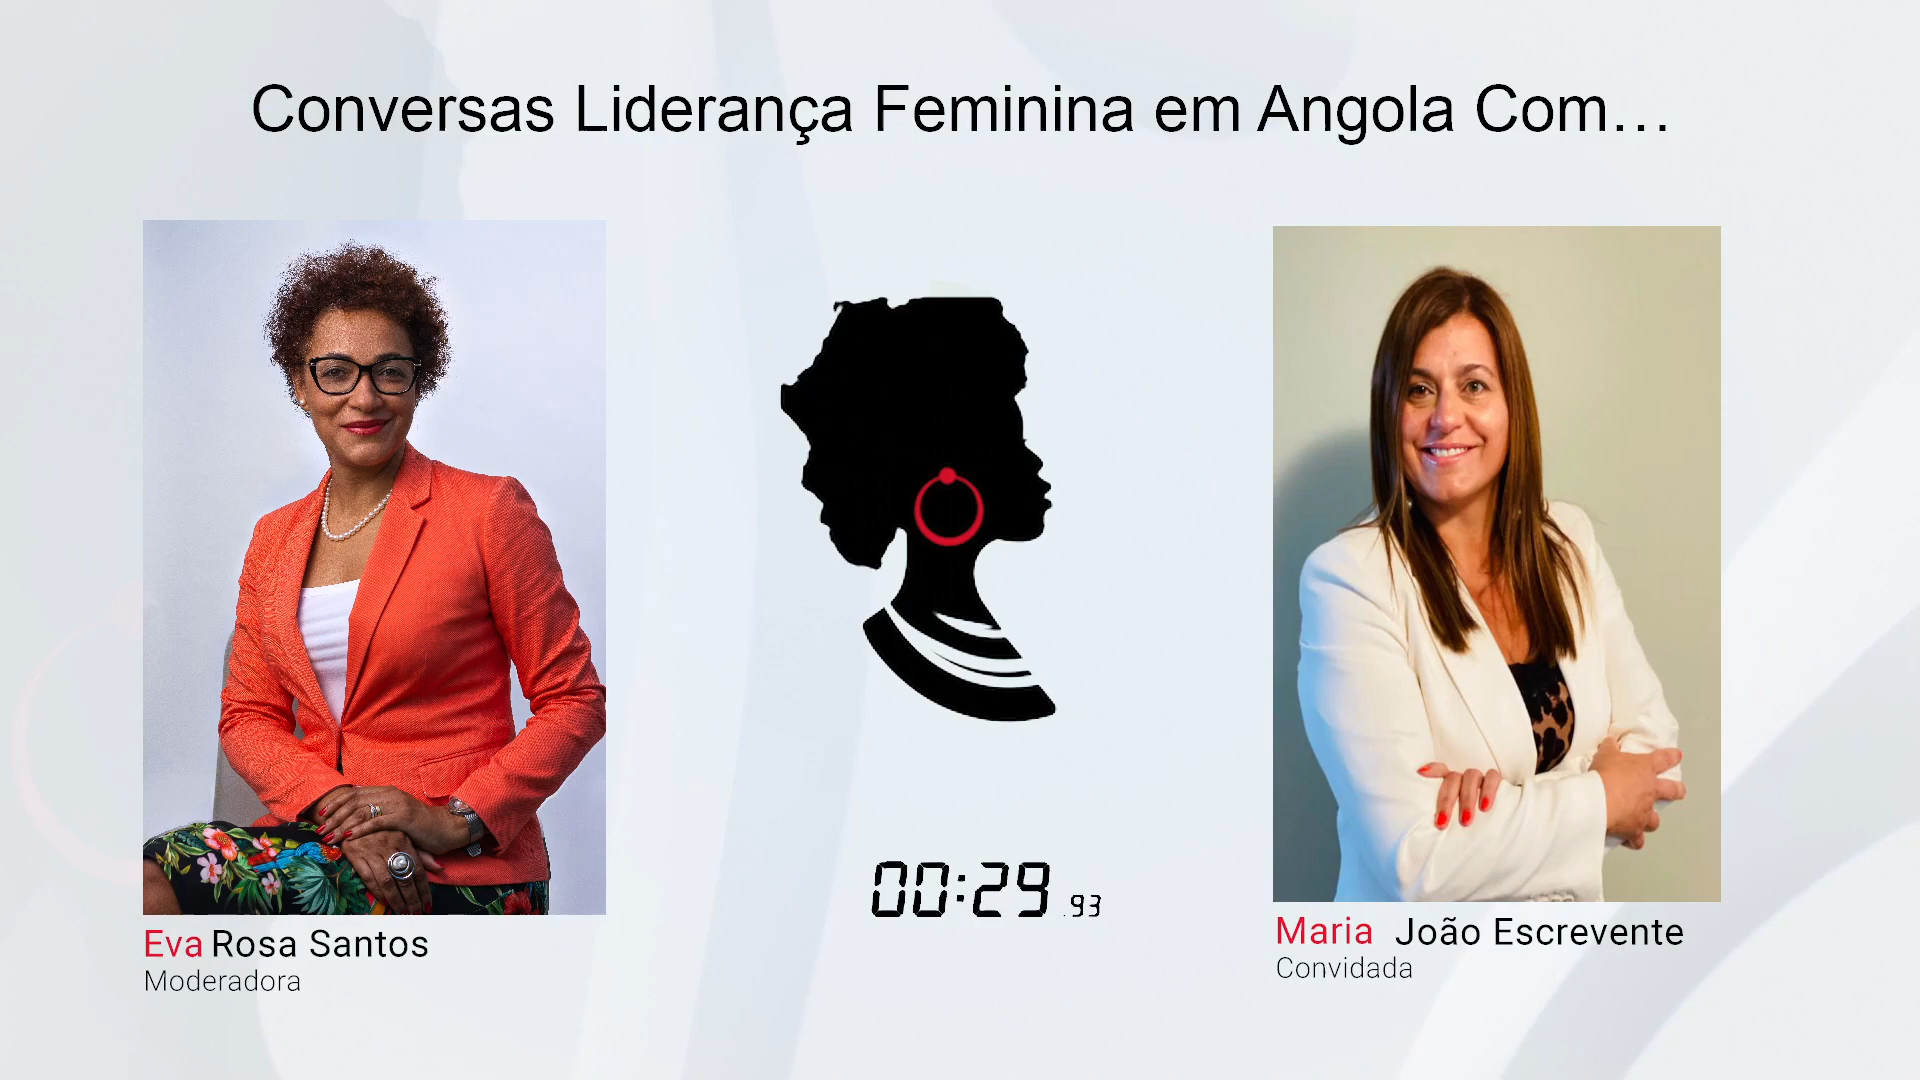 Conversas Liderança Feminina em Angola Com…
00:29.93
Eva Rosa Santos
Moderadora
Maria João Escrevente
Convidada